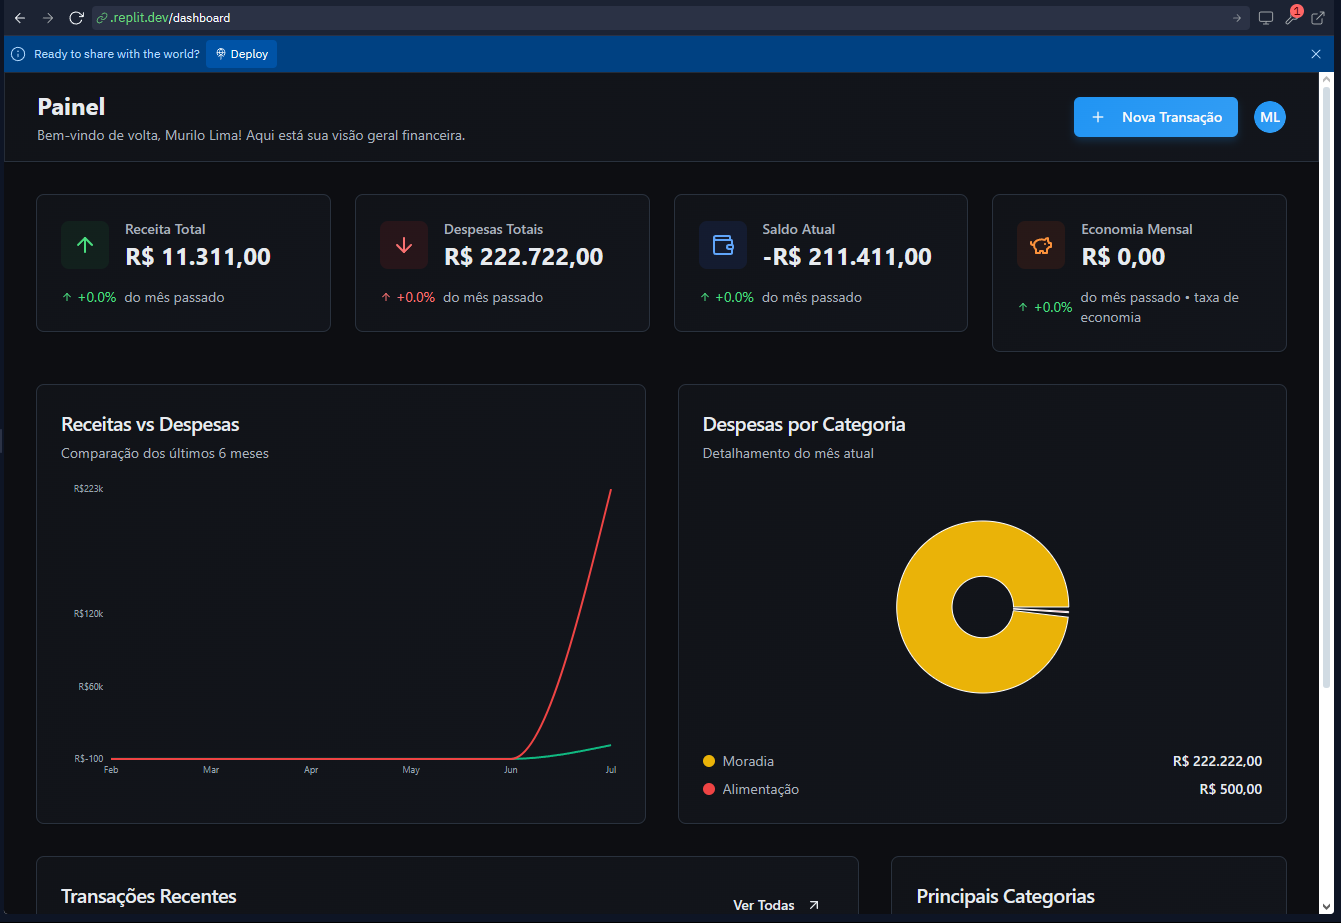 .replit.dev/dashboard
1
Ready to share with the world?
Deploy
Painel
Bem-vindo de volta, Murilo Lima! Aqui está sua visão geral financeira.
+ Nova Transação
ML
Receita Total
R$ 11.311,00
+0.0% do mês passado
Despesas Totais
R$ 222.722,00
+0.0% do mês passado
Saldo Atual
-R$ 211.411,00
+0.0% do mês passado
Economia Mensal
R$ 0,00
+0.0% do mês passado • taxa de
economia
Receitas vs Despesas
Comparação dos últimos 6 meses
R$223k
R$120k
R$60k
R$-100
Feb Mar Apr May Jun Jul
Despesas por Categoria
Detalhamento do mês atual
Moradia R$ 222.222,00
Alimentação R$ 500,00
Transações Recentes
Ver Todas
Principais Categorias